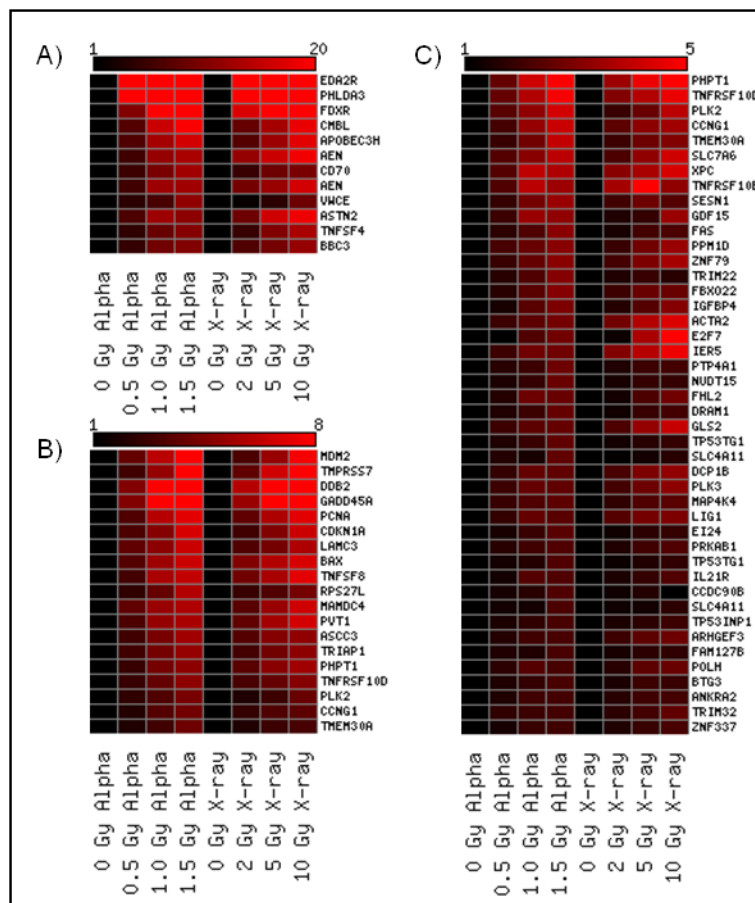 A)
1 20
EDA2R
PHLDA3
FDXR
CMBL
APOBEC3H
AEN
CD70
AEN
VWCE
ASTN2
TNFSF4
BBC3
0 Gy Alpha
0.5 Gy Alpha
1.0 Gy Alpha
1.5 Gy Alpha
0 Gy X-ray
2 Gy X-ray
5 Gy X-ray
10 Gy X-ray
B)
1 8
MDM2
TMPRSS7
DDB2
GADD45A
PCNA
CDKN1A
LAMC3
BAX
TNFSF8
RPS27L
MAMDC4
PVT1
ASCC3
TRIAP1
PHPT1
TNFRSF10D
PLK2
CCNG1
TMEM30A
0 Gy Alpha
0.5 Gy Alpha
1.0 Gy Alpha
1.5 Gy Alpha
0 Gy X-ray
2 Gy X-ray
5 Gy X-ray
10 Gy X-ray
C)
1 5
PHPT1
TNFRSF10D
PLK2
CCNG1
TMEM30A
SLC7A6
XPC
TNFRSF10B
SESN1
GDF15
FAS
PPM1D
ZNF79
TRIM22
FBXO22
IGFBP4
ACTA2
E2F7
IER5
PTP4A1
NUDT15
FHL2
DRAM1
GLS2
TP53TG1
SLC4A11
DCP1B
PLK3
MAP4K4
LIG1
EI24
PRKAB1
TP53TG1
IL21R
CCDC90B
SLC4A11
TP53INP1
ARHGEF3
FAM127B
POLH
BTG3
ANKRA2
TRIM32
ZNF337
0 Gy Alpha
0.5 Gy Alpha
1.0 Gy Alpha
1.5 Gy Alpha
0 Gy X-ray
2 Gy X-ray
5 Gy X-ray
10 Gy X-ray